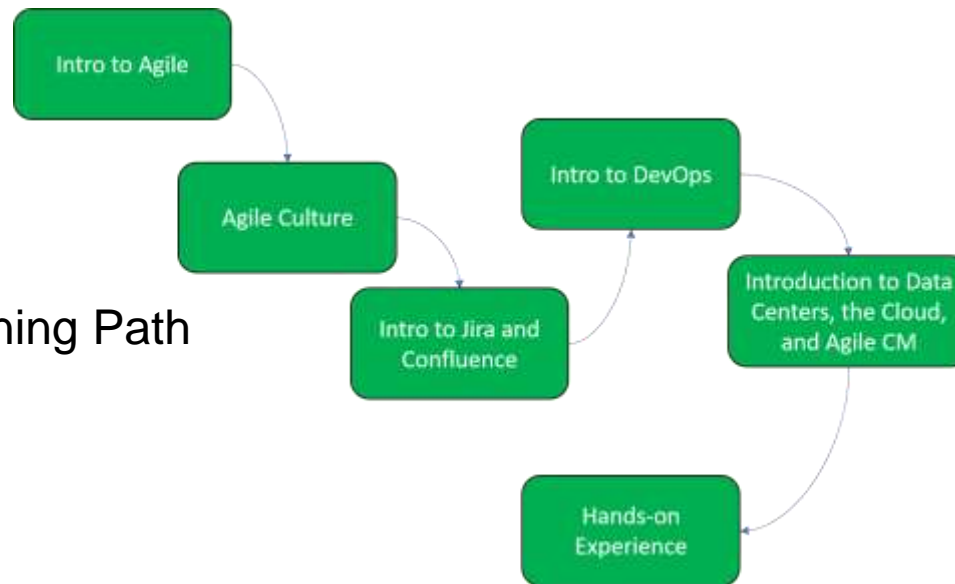 Intro to Agile
Agile Culture
Intro to Jira and
Confluence
Intro to DevOps
Introduction to Data
Centers, the Cloud,
and Agile CM
Hands-on
Experience
Path